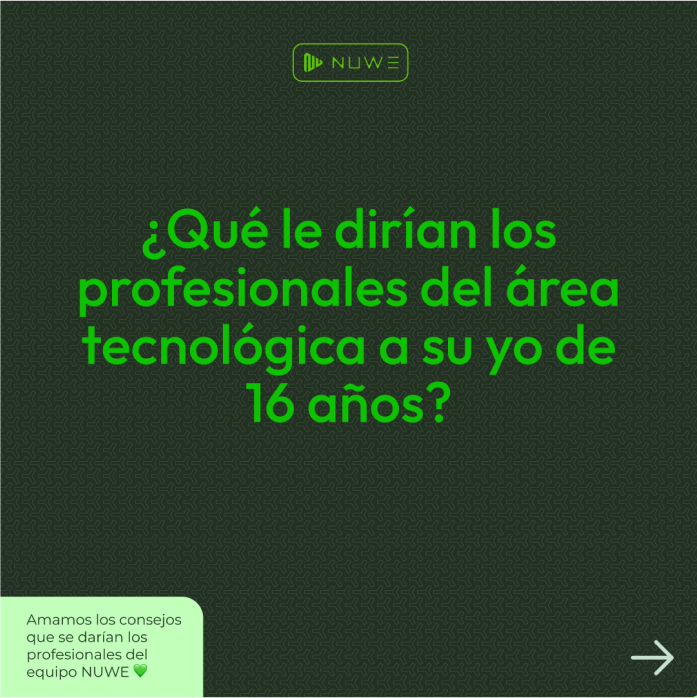 NUWE
¿Qué le dirían los
profesionales del área
tecnológica a su yo de
16 años?
Amamos los consejos
que se darían los
profesionales del
equipo NUWE 💚